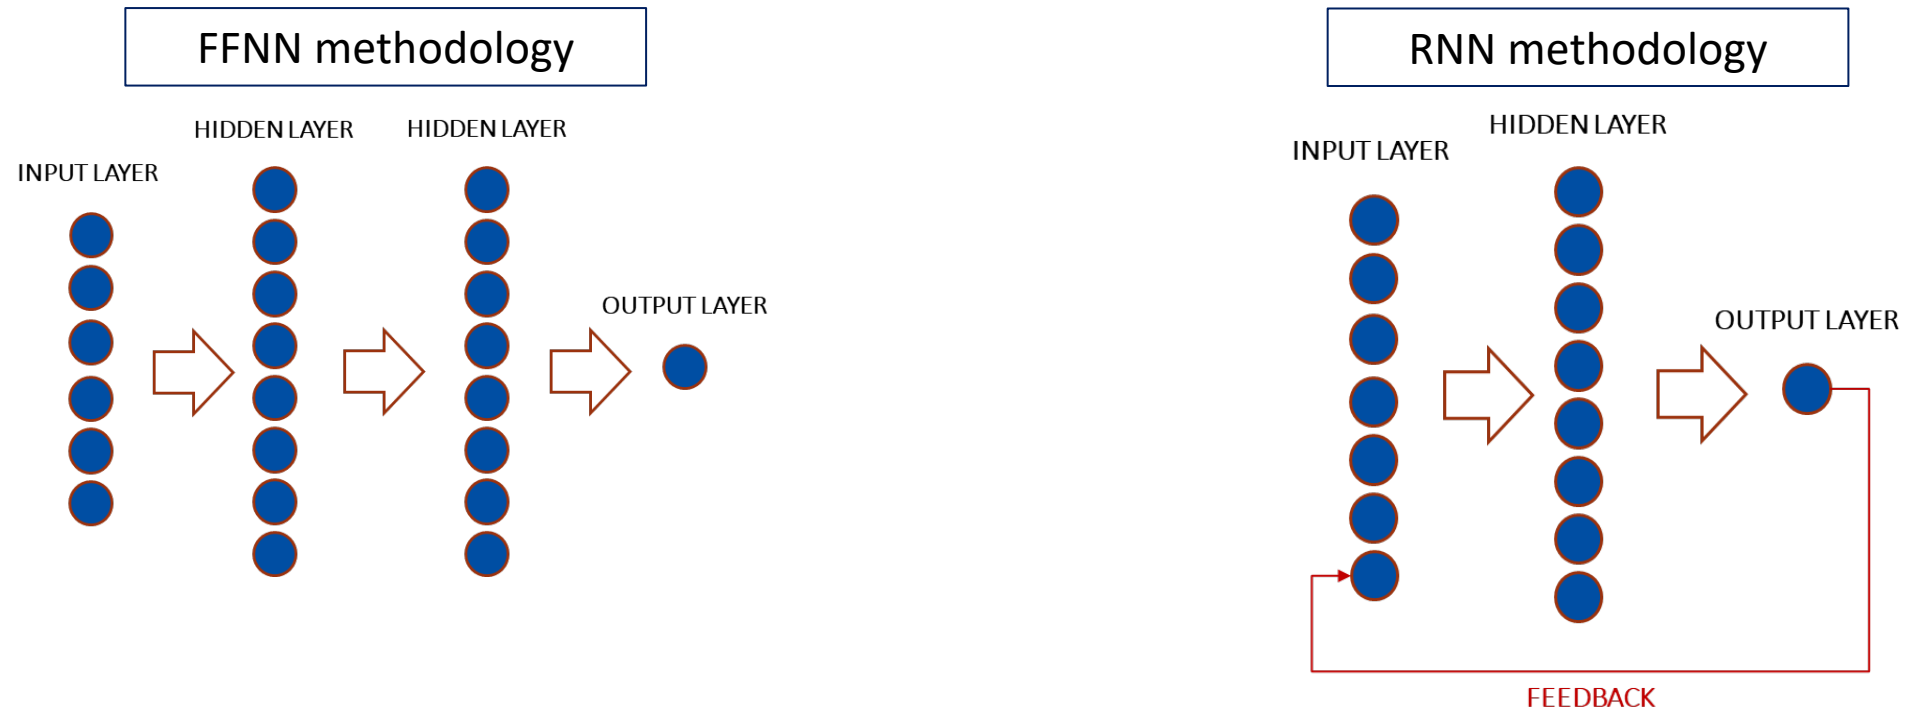 FFNN methodology
HIDDEN LAYER
HIDDEN LAYER
INPUT LAYER
OUTPUT LAYER
RNN methodology
HIDDEN LAYER
INPUT LAYER
OUTPUT LAYER
FEEDBACK